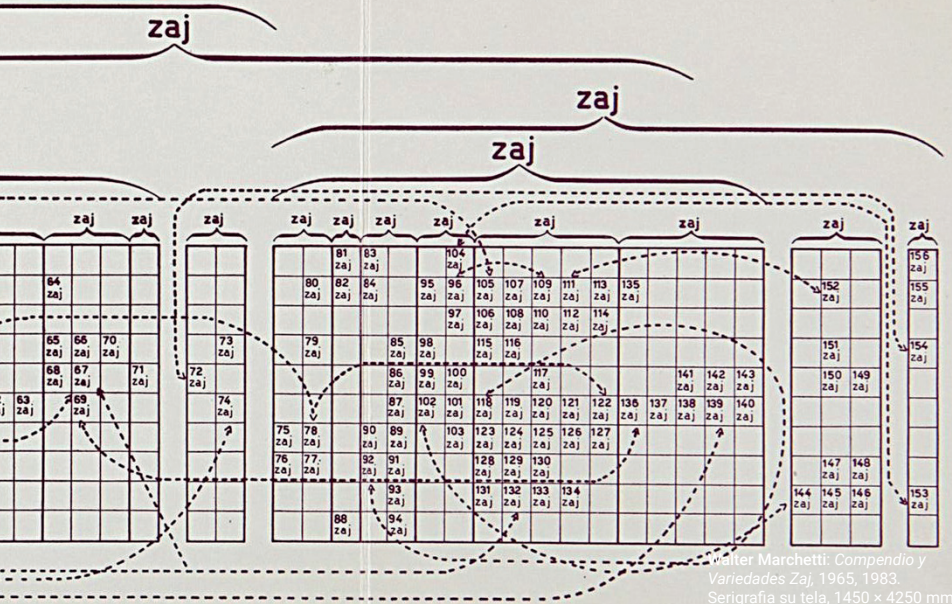 zaj
zaj
zaj
zaj zaj zaj zaj zaj zaj zaj zaj zaj zaj zaj
81 83 104 156
zaj zaj zaj zaj
64 80 82 84 95 96 105 107 109 111 113 135 152 155
zaj zaj zaj zaj zaj zaj zaj zaj zaj zaj zaj zaj zaj zaj
97 106 108 110 112 114
zaj zaj zaj zaj zaj zaj
65 66 70 73 79 85 98 115 116 151 154
zaj zaj zaj zaj zaj zaj zaj zaj zaj zaj zaj
68 67 71 72 86 99 100 117 141 142 143 150 149
zaj zaj zaj zaj zaj zaj zaj zaj zaj zaj zaj zaj zaj
63 69 74 87 102 101 118 119 120 121 122 136 137 138 139 140
zaj zaj zaj zaj zaj zaj zaj zaj zaj zaj zaj zaj zaj zaj zaj zaj
75 78 90 89 103 123 124 125 126 127
zaj zaj zaj zaj zaj zaj zaj zaj zaj zaj
76 77 92 91 128 129 130 147 148
zaj zaj zaj zaj zaj zaj zaj zaj zaj
93 131 132 133 134 144 145 146 153
zaj zaj zaj zaj zaj zaj zaj zaj zaj
88 94
zaj zaj
Walter Marchetti: Compendio y
Variedades Zaj, 1965, 1983.
Serigrafia su tela, 1450 × 4250 mm